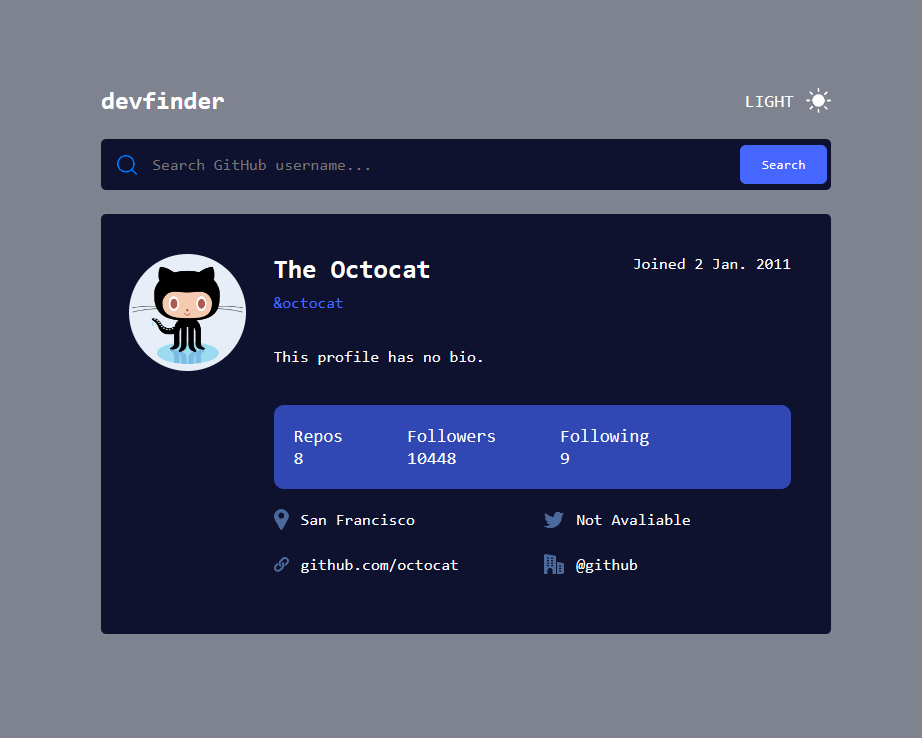 devfinder
LIGHT
Search GitHub username...
Search
The Octocat
Joined 2 Jan. 2011
&octocat
This profile has no bio.
Repos Followers Following
8 10448 9
San Francisco
Not Avaliable
github.com/octocat
@github